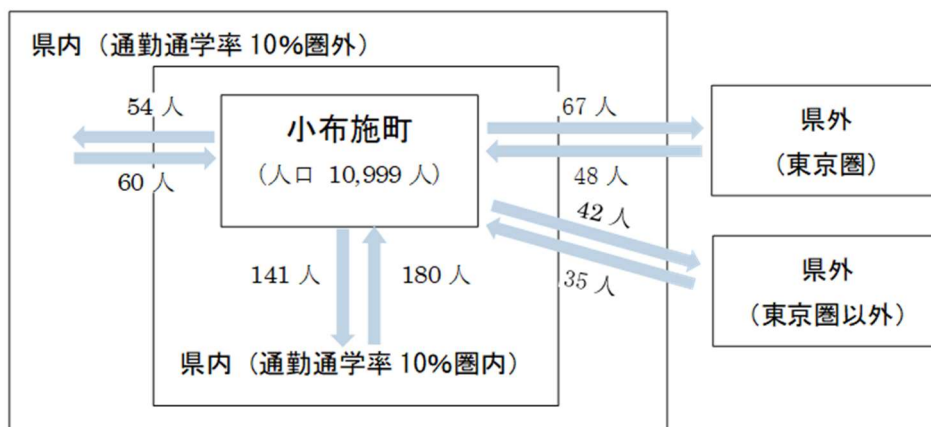 県内（通勤通学率 10％圏外）
54 人
60 人
小布施町
（人口 10,999 人）
67 人
48 人
県外
（東京圏）
42 人
35 人
県外
（東京圏以外）
141 人
180 人
県内（通勤通学率 10％圏内）